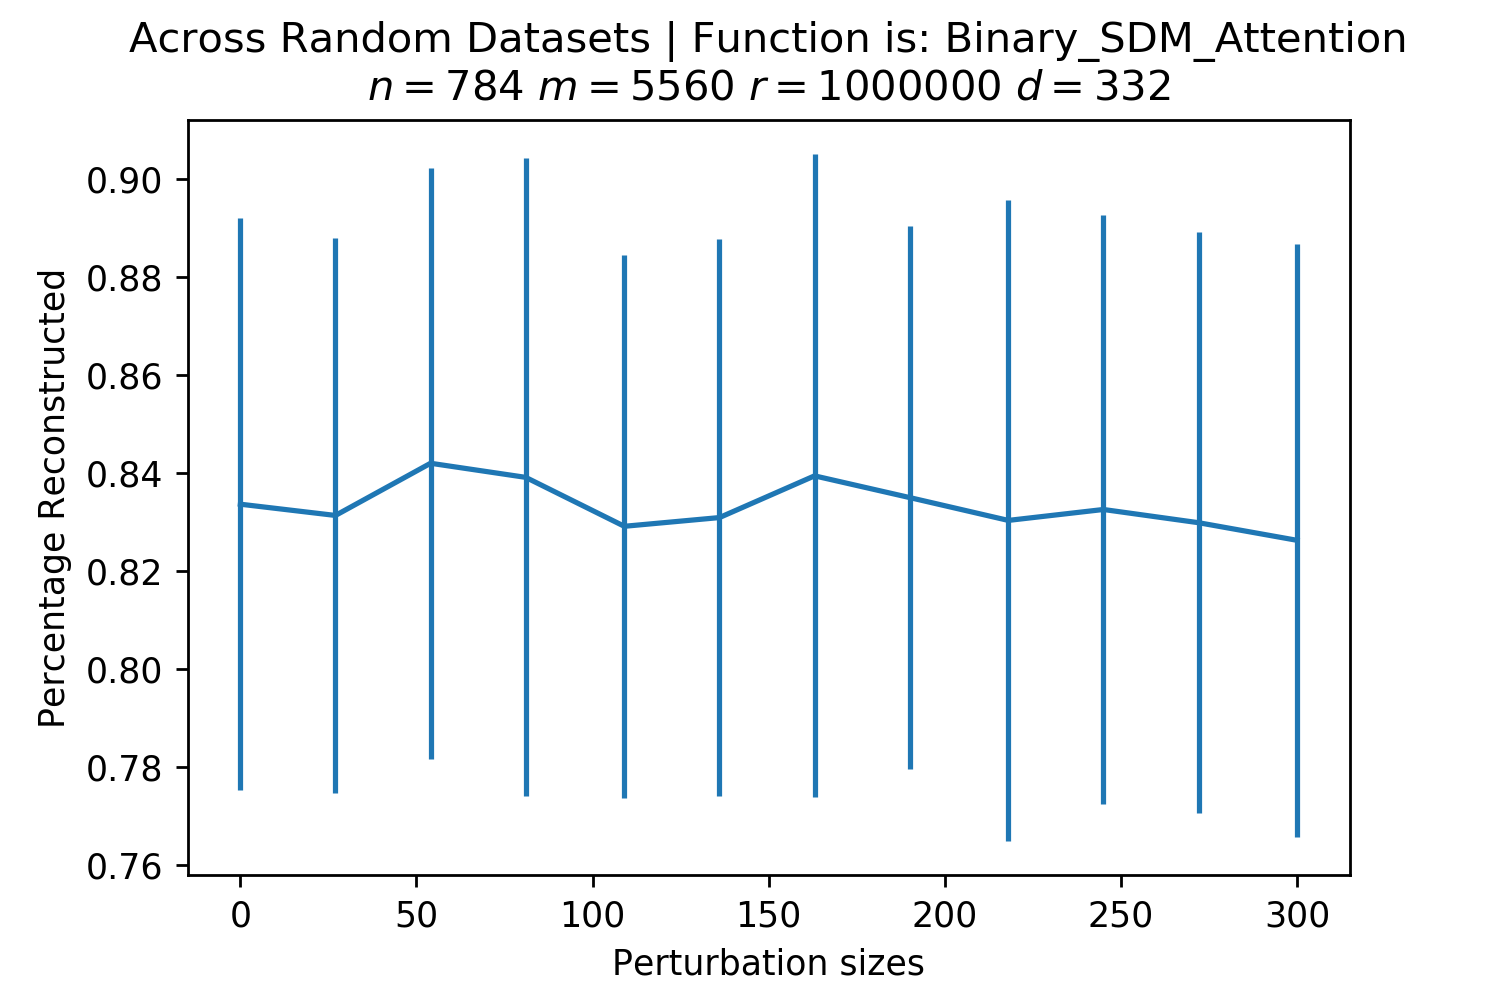 Across Random Datasets | Function is: Binary_SDM_Attention
n = 784 m = 5560 r = 1000000 d = 332
Percentage Reconstructed
0.90
0.88
0.86
0.84
0.82
0.80
0.78
0.76
0 50 100 150 200 250 300
Perturbation sizes